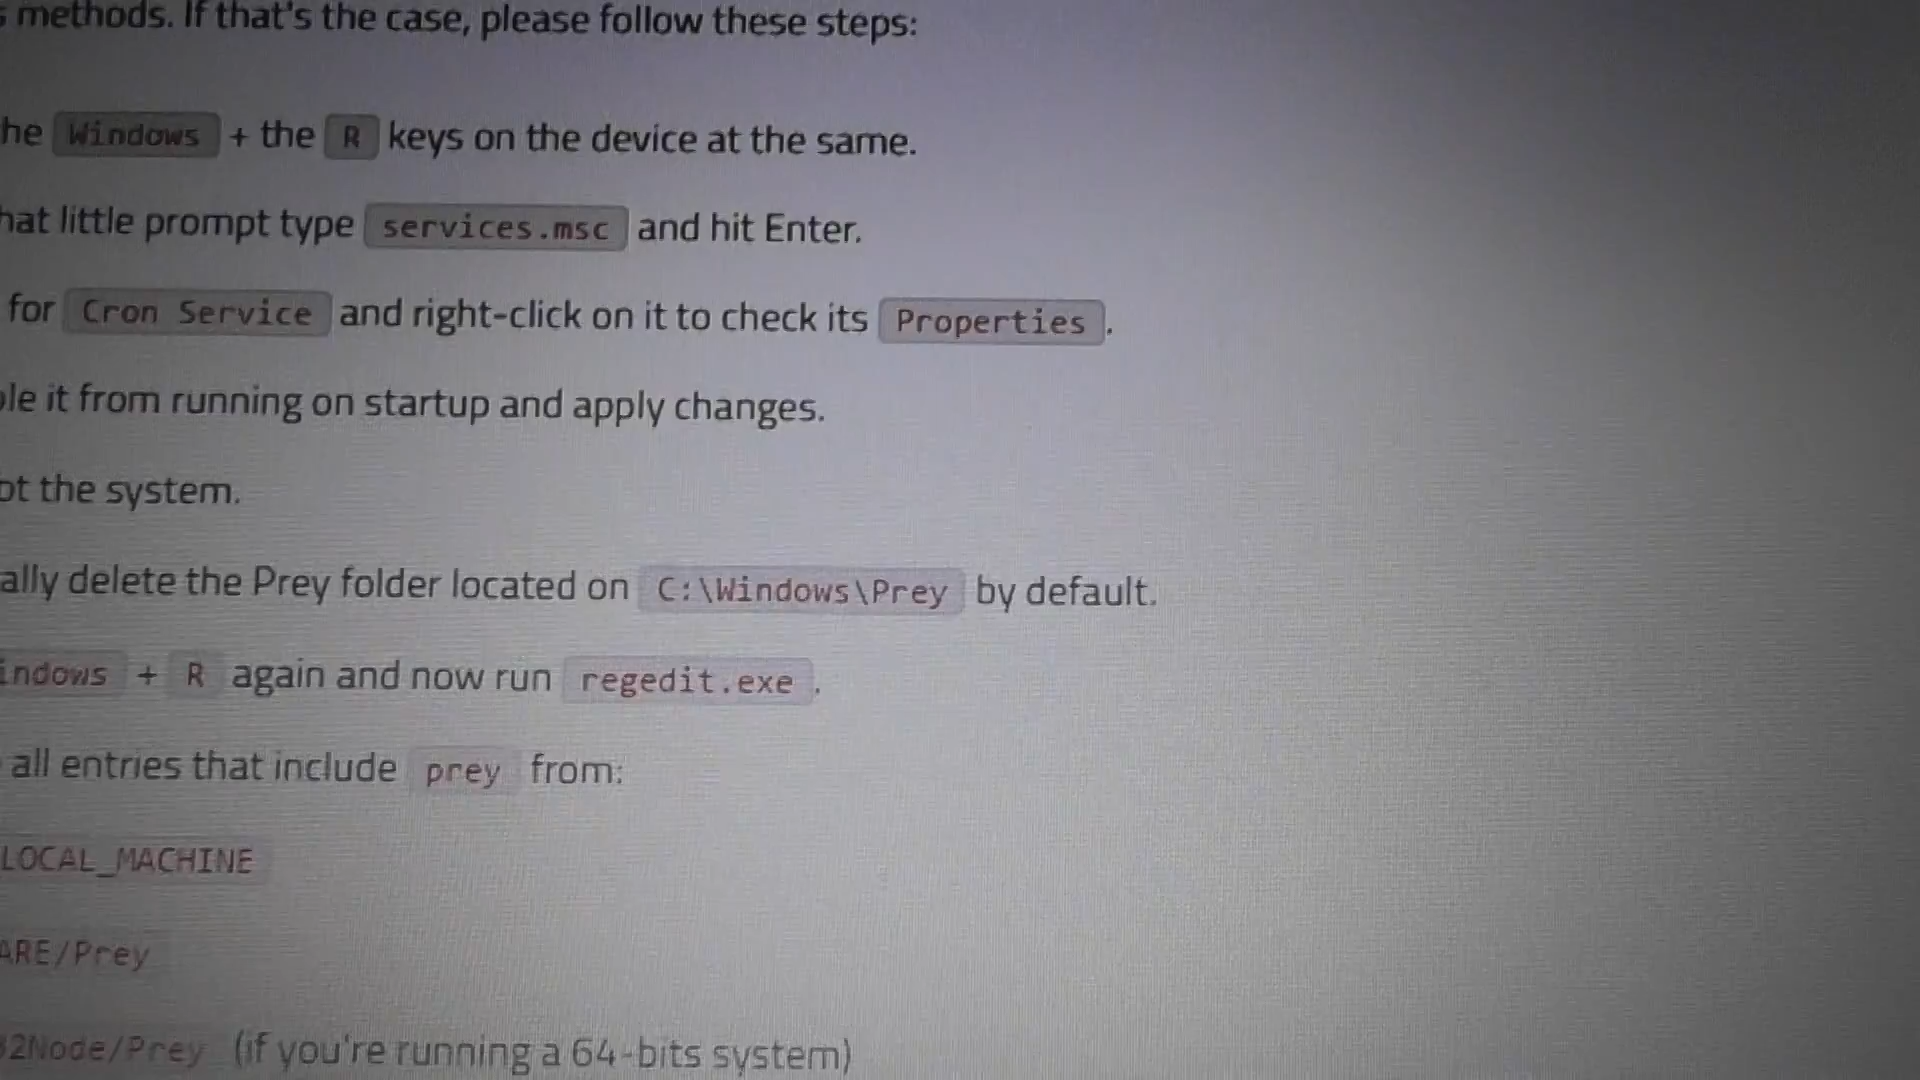 methods. If that's the case, please follow these steps:
he Windows + the R keys on the device at the same.
hat little prompt type services.msc and hit Enter.
for Cron Service and right-click on it to check its Properties.
le it from running on startup and apply changes.
ot the system.
ally delete the Prey folder located on C:\Windows\Prey by default.
indows + R again and now run regedit.exe.
all entries that include prey from:
LOCAL_MACHINE
ARE/Prey
2Node/Prey (if you're running a 64-bits system)